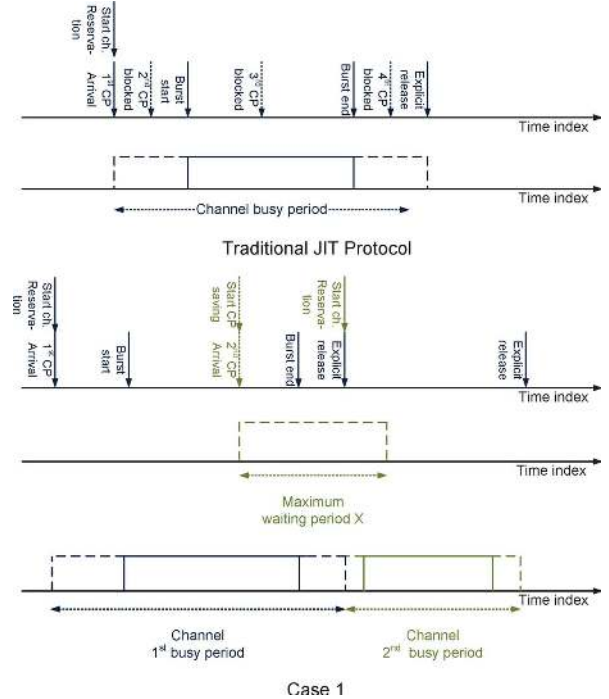 Start ch.
Reserva-
tion
1st CP
Arrival
2nd CP
blocked
Burst
start
3rd CP
blocked
Burst end
4th CP
blocked
Explicit
release
Time index
Channel busy period
Time index
Traditional JIT Protocol
Start ch.
Reserva-
tion
1st CP
Arrival
Burst
start
Start CP
saving
2nd CP
Arrival
Burst end
Start ch.
Reserva-
tion
Explicit
release
Explicit
release
Time index
Time index
Maximum
waiting period X
Time index
Channel
1st busy period
Channel
2nd busy period
Case 1